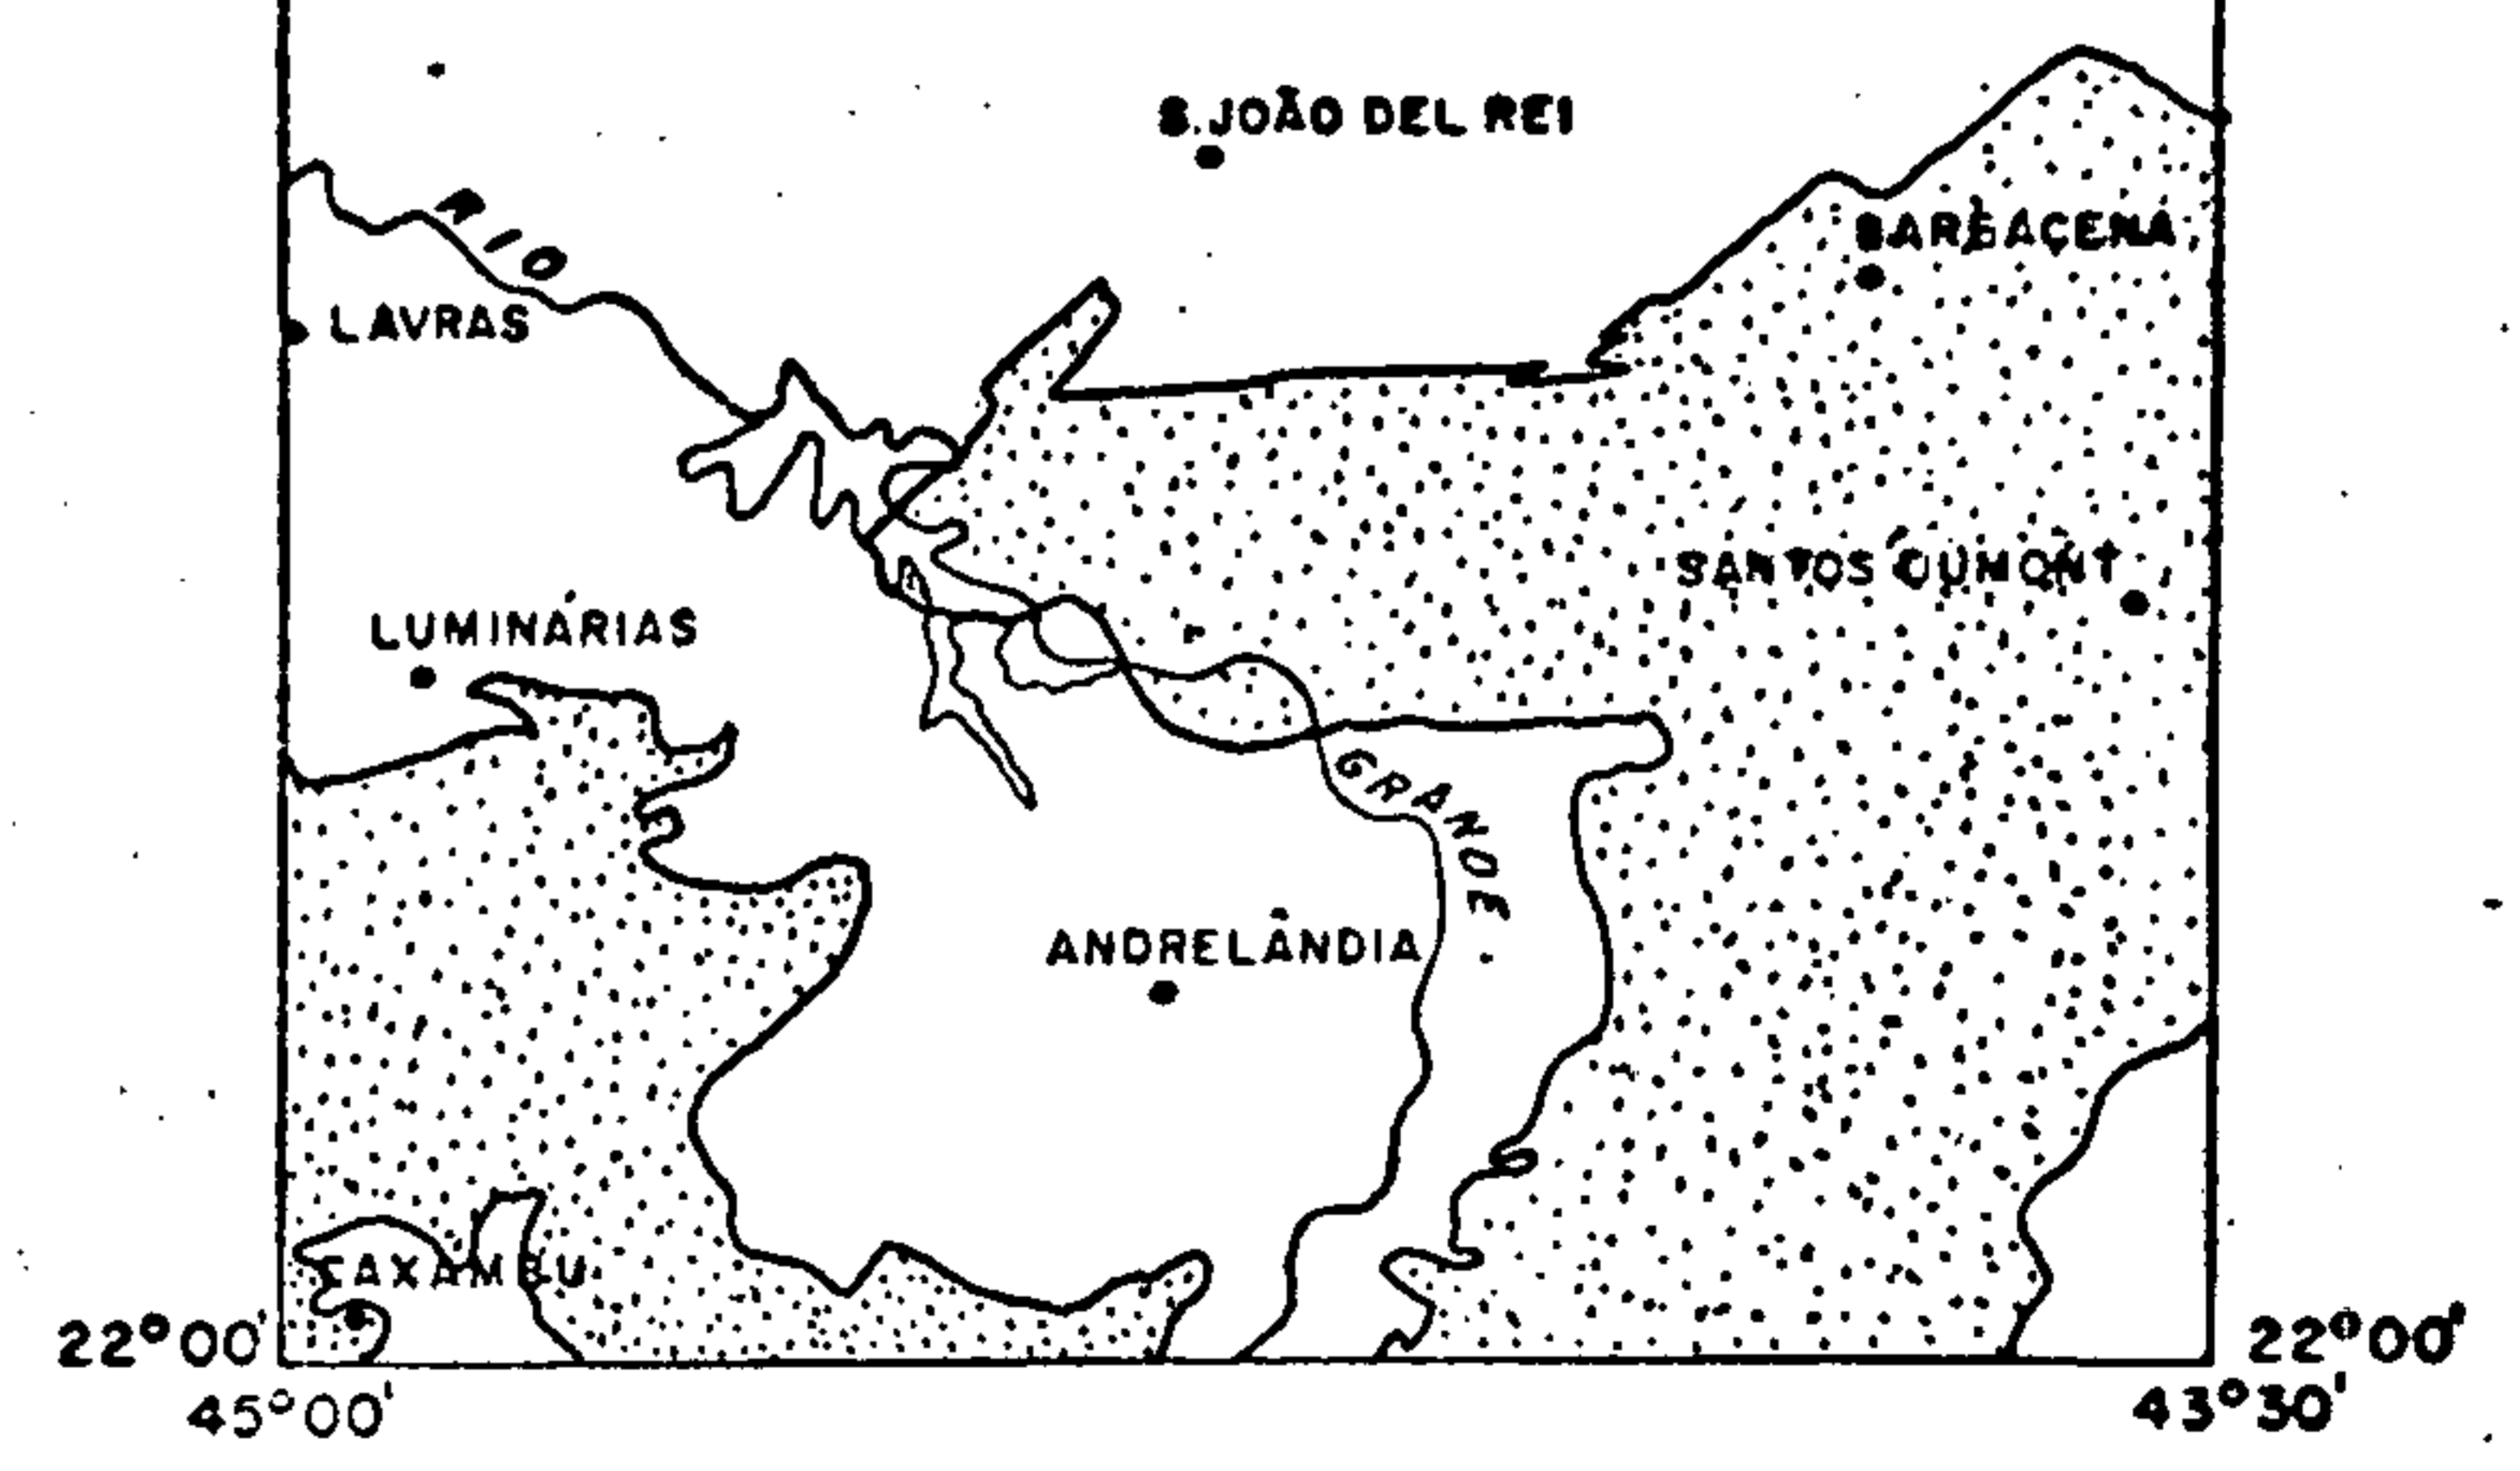 S. JOÃO DEL REI
BARBACENA
RIO
LAVRAS
SANTOS DUMONT
LUMINÁRIAS
GRANDE
ANDRELÂNDIA
CAXAMBU
22°00' 22°00'
45°00' 43°30'